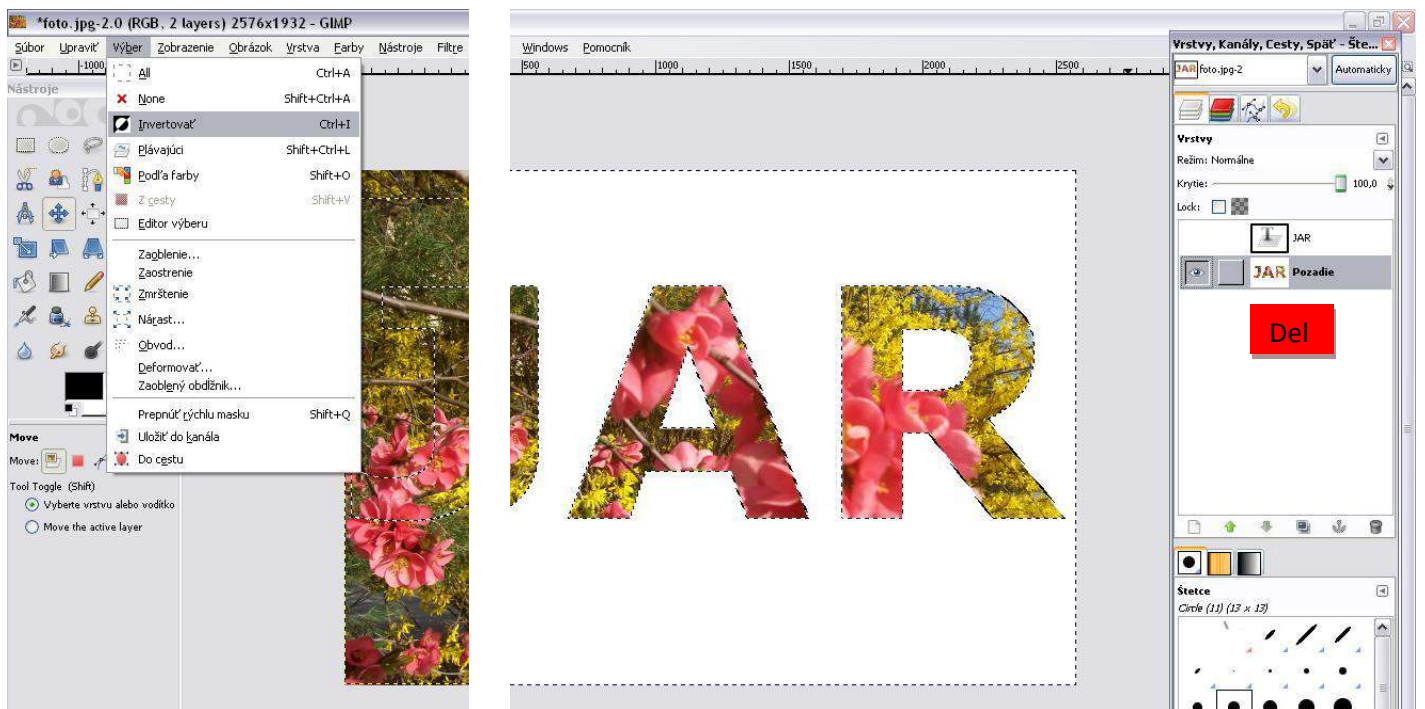 *foto.jpg-2.0 (RGB, 2 layers) 2576x1932 - GIMP
Súbor Upraviť Výber Zobrazenie Obrázok Vrstva Farby Nástroje Filtre
-1000
Nástroje
All Ctrl+A
None Shift+Ctrl+A
Invertovať Ctrl+I
Plávajúci Shift+Ctrl+L
Podľa farby Shift+O
Z cesty Shift+V
Editor výberu
Zaoblenie...
Zaostrenie
Zmrštenie
Nárast...
Obvod...
Deformovať...
Zaoblený obdĺžnik...
Prepnúť rýchlu masku Shift+Q
Uložiť do kanála
Do cestu
Move
Move:
Tool Toggle (Shift)
Vyberte vrstvu alebo vodítko
Move the active layer
Windows Pomocník
500 1000 1500 2000 2500
JAR
Vrstvy, Kanály, Cesty, Späť - Šte...
JAR foto.jpg-2 Automaticky
Vrstvy
Režim: Normálne
Krytie: 100,0
Lock:
T JAR
JAR Pozadie
Del
Štetce
Circle (11) (13 x 13)